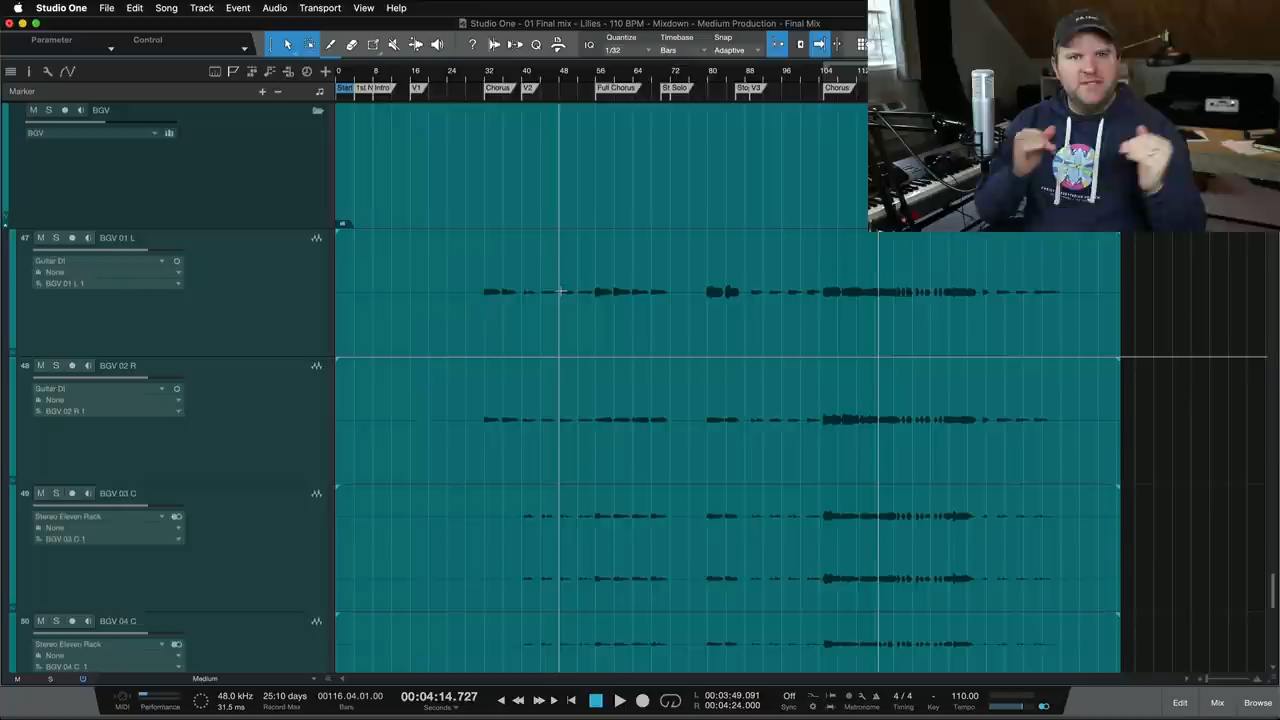 Studio One File Edit Song Track Event Audio Transport View Help
Studio One - 01 Final mix - Lilies - 110 BPM - Mixdown - Medium Production - Final Mix
Parameter Control
Quantize Timebase Snap
IQ 1/32 Bars Adaptive
0 8 16 24 32 40 48 56 64 72 80 88 96 104 112
Marker
Start 1st N Intro V1 Chorus V2 Full Chorus St Solo V3 Chorus
M S BGV
BGV
47 M S BGV 01 L
Guitar DI
None
BGV 01 L 1
48 M S BGV 02 R
Guitar DI
None
BGV 02 R 1
49 M S BGV 03 C
Stereo Eleven Rack
None
BGV 03 C 1
50 M S BGV 04 C
Stereo Eleven Rack
None
BGV 04 C 1
M S Medium
MIDI Performance
48.0 kHz
31.5 ms
25:10 days
Record Max
00116.04.01.00
Bars
00:04:14.727
Seconds
L 00:03:49.091
R 00:04:24.000
Off
Sync
Metronome
4 / 4
Timing
-
Key
110.00
Tempo
Edit Mix Browse